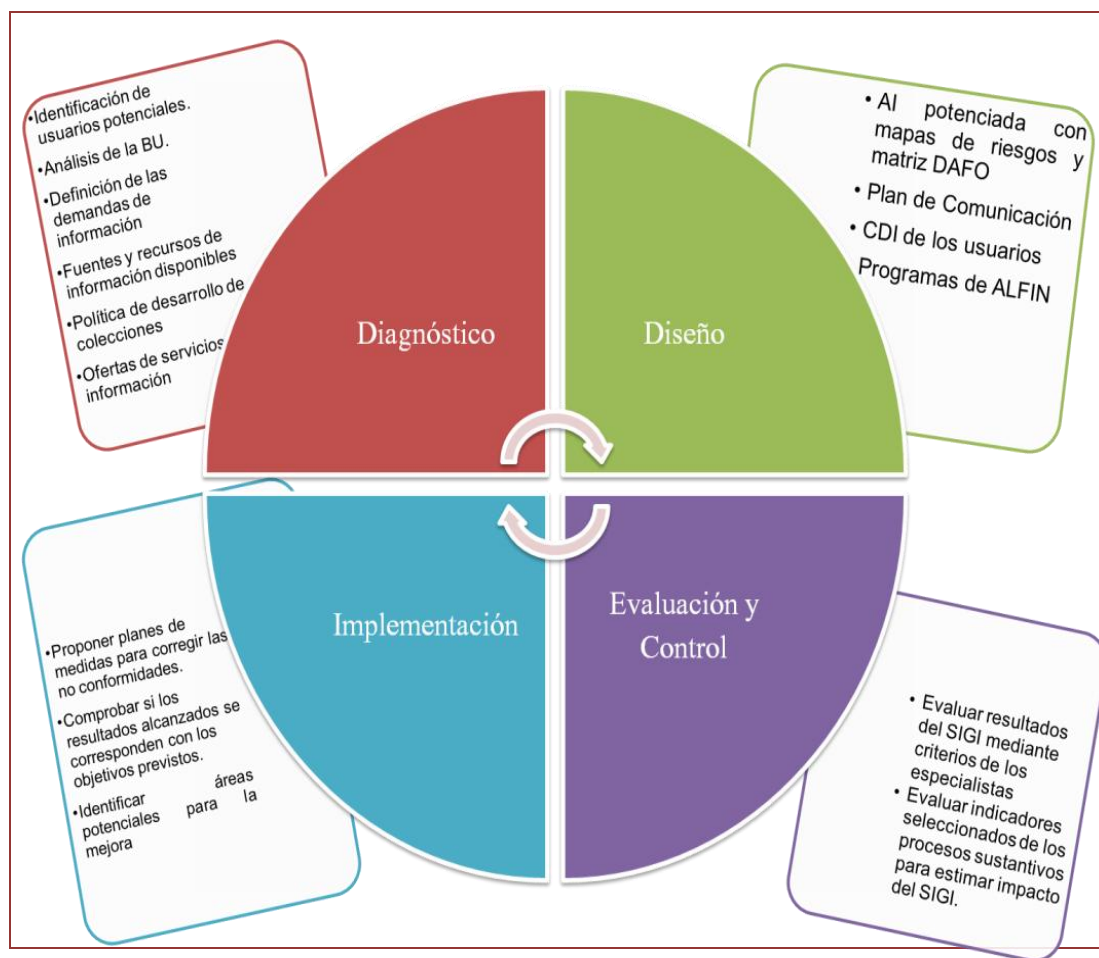 •Identificación de
usuarios potenciales.
•Análisis de la BU.
•Definición de las
demandas de
información
•Fuentes y recursos de
información disponibles
•Política de desarrollo de
colecciones
•Ofertas de servicios
información
Diagnóstico
Diseño
• AI potenciada con
mapas de riesgos y
matriz DAFO
• Plan de Comunicación
• CDI de los usuarios
Programas de ALFIN
•Proponer planes de
medidas para corregir las
no conformidades.
•Comprobar si los
resultados alcanzados se
corresponden con los
objetivos previstos.
•Identificar áreas
potenciales para la
mejora
Implementación
Evaluación y
Control
• Evaluar resultados
del SIGI mediante
criterios de los
especialistas
• Evaluar indicadores
seleccionados de los
procesos sustantivos
para estimar impacto
del SIGI.